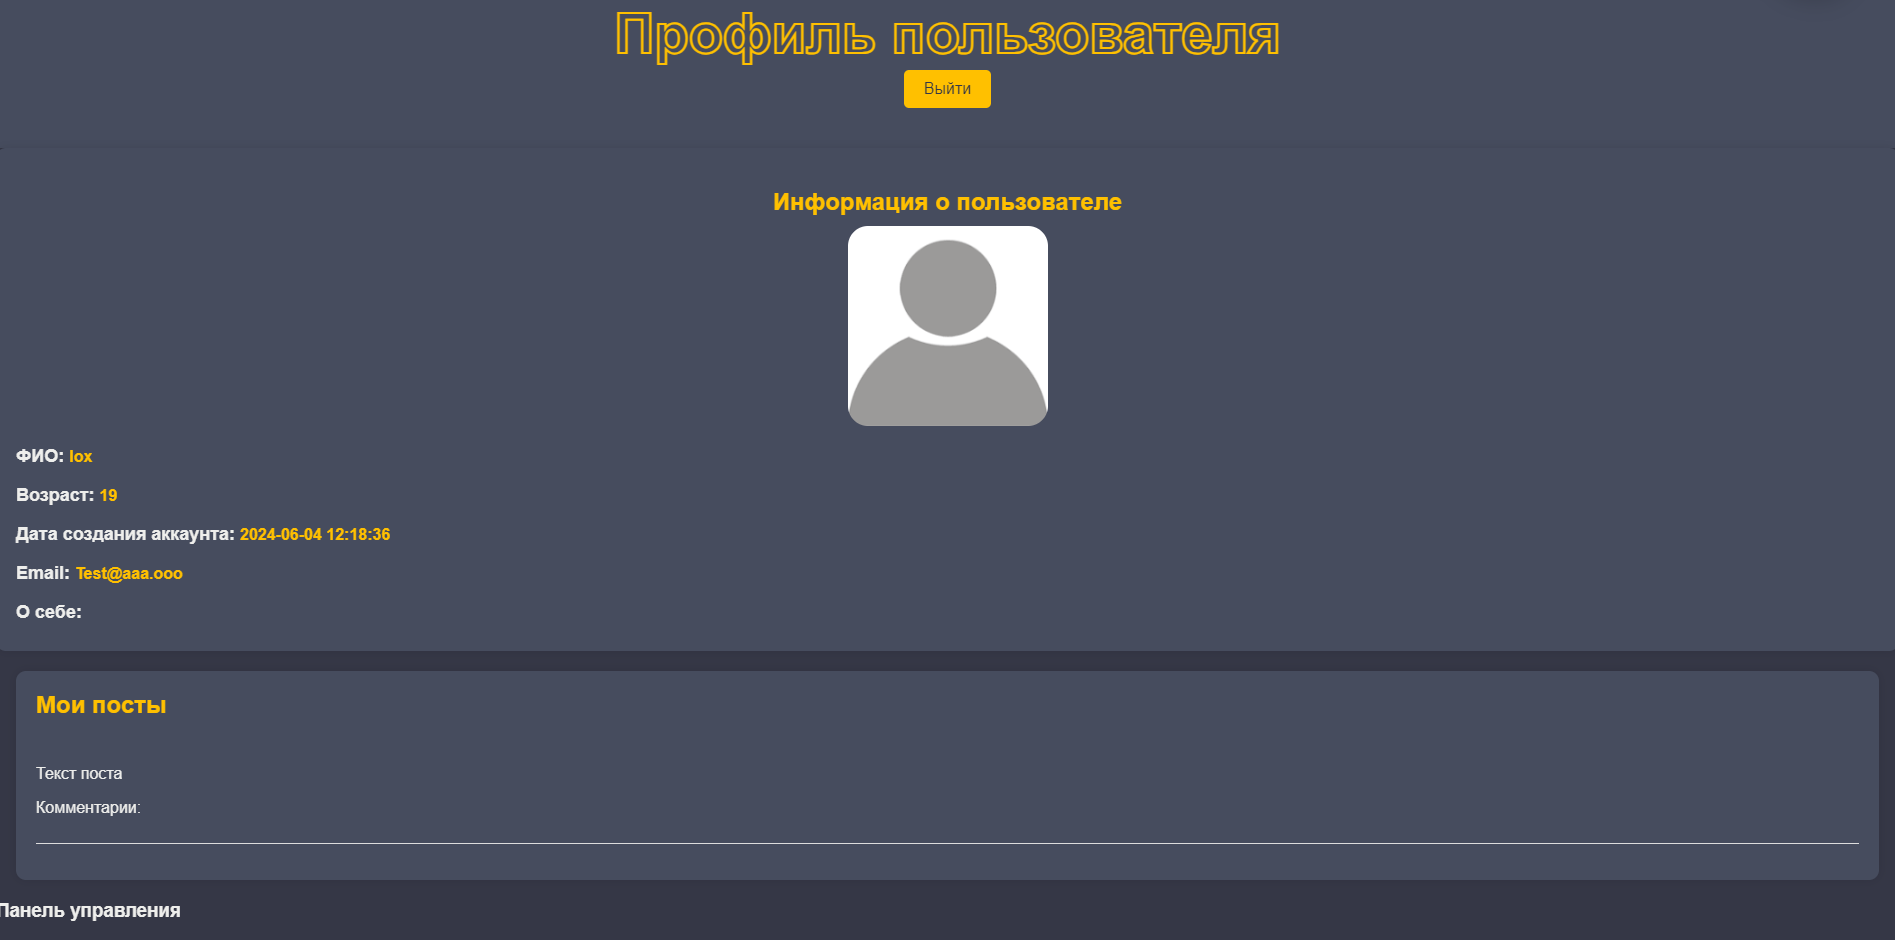 Профиль пользователя
Выйти
Информация о пользователе
ФИО: lox
Возраст: 19
Дата создания аккаунта: 2024-06-04 12:18:36
Email: Test@aaa.ooo
О себе:
Мои посты
Текст поста
Комментарии:
Панель управления